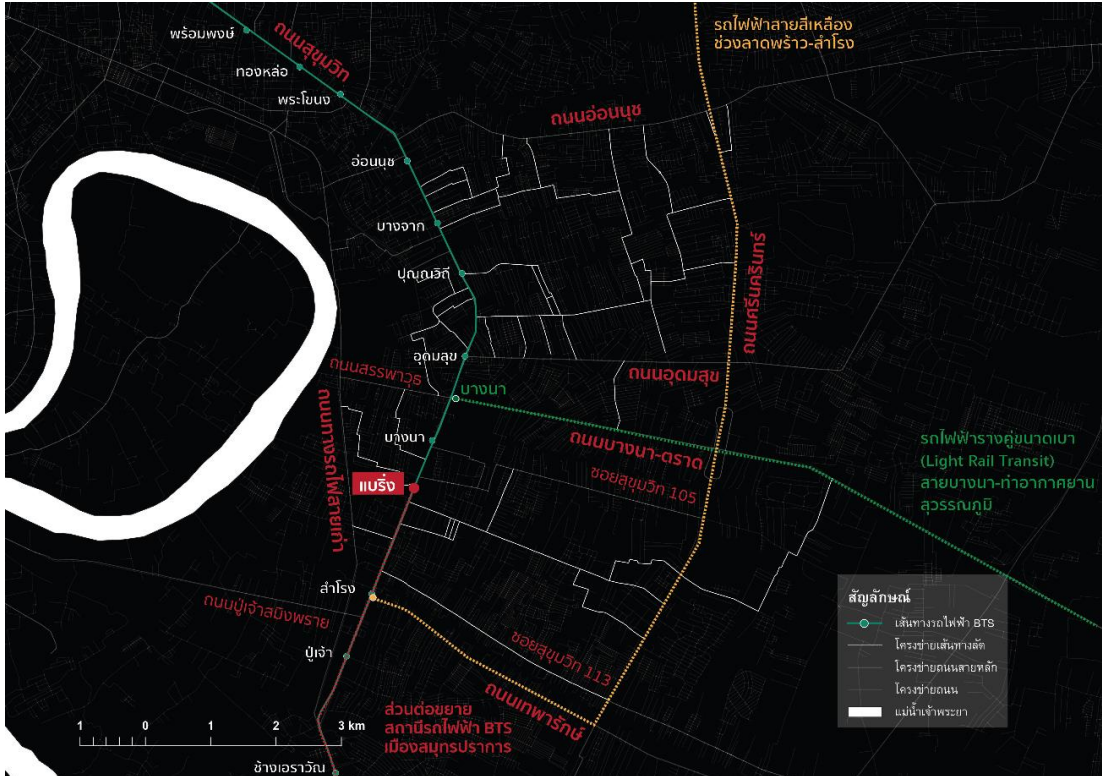 พร้อมพงษ์
ถนนสุขุมวิท
รถไฟฟ้าสายสีเหลือง
ช่วงลาดพร้าว-สำโรง
ทองหล่อ
พระโขนง
ถนนอ่อนนุช
อ่อนนุช
บางจาก
ถนนศรีนครินทร์
ปุณณวิถี
อุดมสุข
ถนนสรรพาวุธ
ถนนอุดมสุข
บางนา
ถนนทางรถไฟสายเก่า
บางนา
ถนนบางนา-ตราด
รถไฟฟ้ารางคู่ขนาดเบา
(Light Rail Transit)
สายบางนา-ท่าอากาศยาน
สุวรรณภูมิ
ซอยสุขุมวิท 105
แบริ่ง
สำโรง
ถนนปู่เจ้าสมิงพราย
ปู่เจ้า
ซอยสุขุมวิท 113
ถนนเทพารักษ์
สัญลักษณ์
เส้นทางรถไฟฟ้า BTS
โครงข่ายเส้นทางลัด
โครงข่ายถนนสายหลัก
โครงข่ายถนน
แม่น้ำเจ้าพระยา
ส่วนต่อขยาย
สถานีรถไฟฟ้า BTS
เมืองสมุทรปราการ
1 0 1 2 3 km
ช้างเอราวัณ